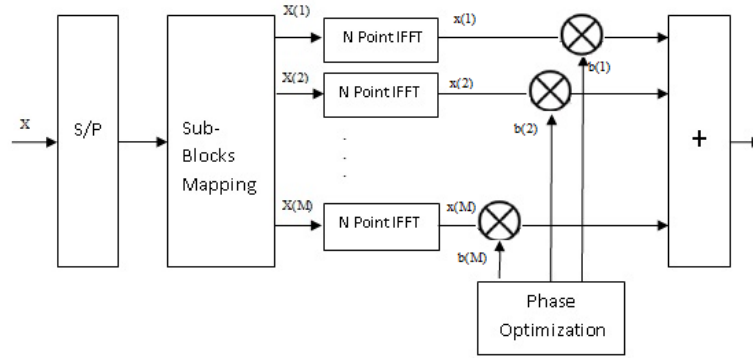 X
S/P
Sub-
Blocks
Mapping
X(1)
N Point IFFT
x(1)
b(1)
X(2)
N Point IFFT
x(2)
b(2)
.
.
.
X(M)
N Point IFFT
x(M)
b(M)
+
Phase
Optimization